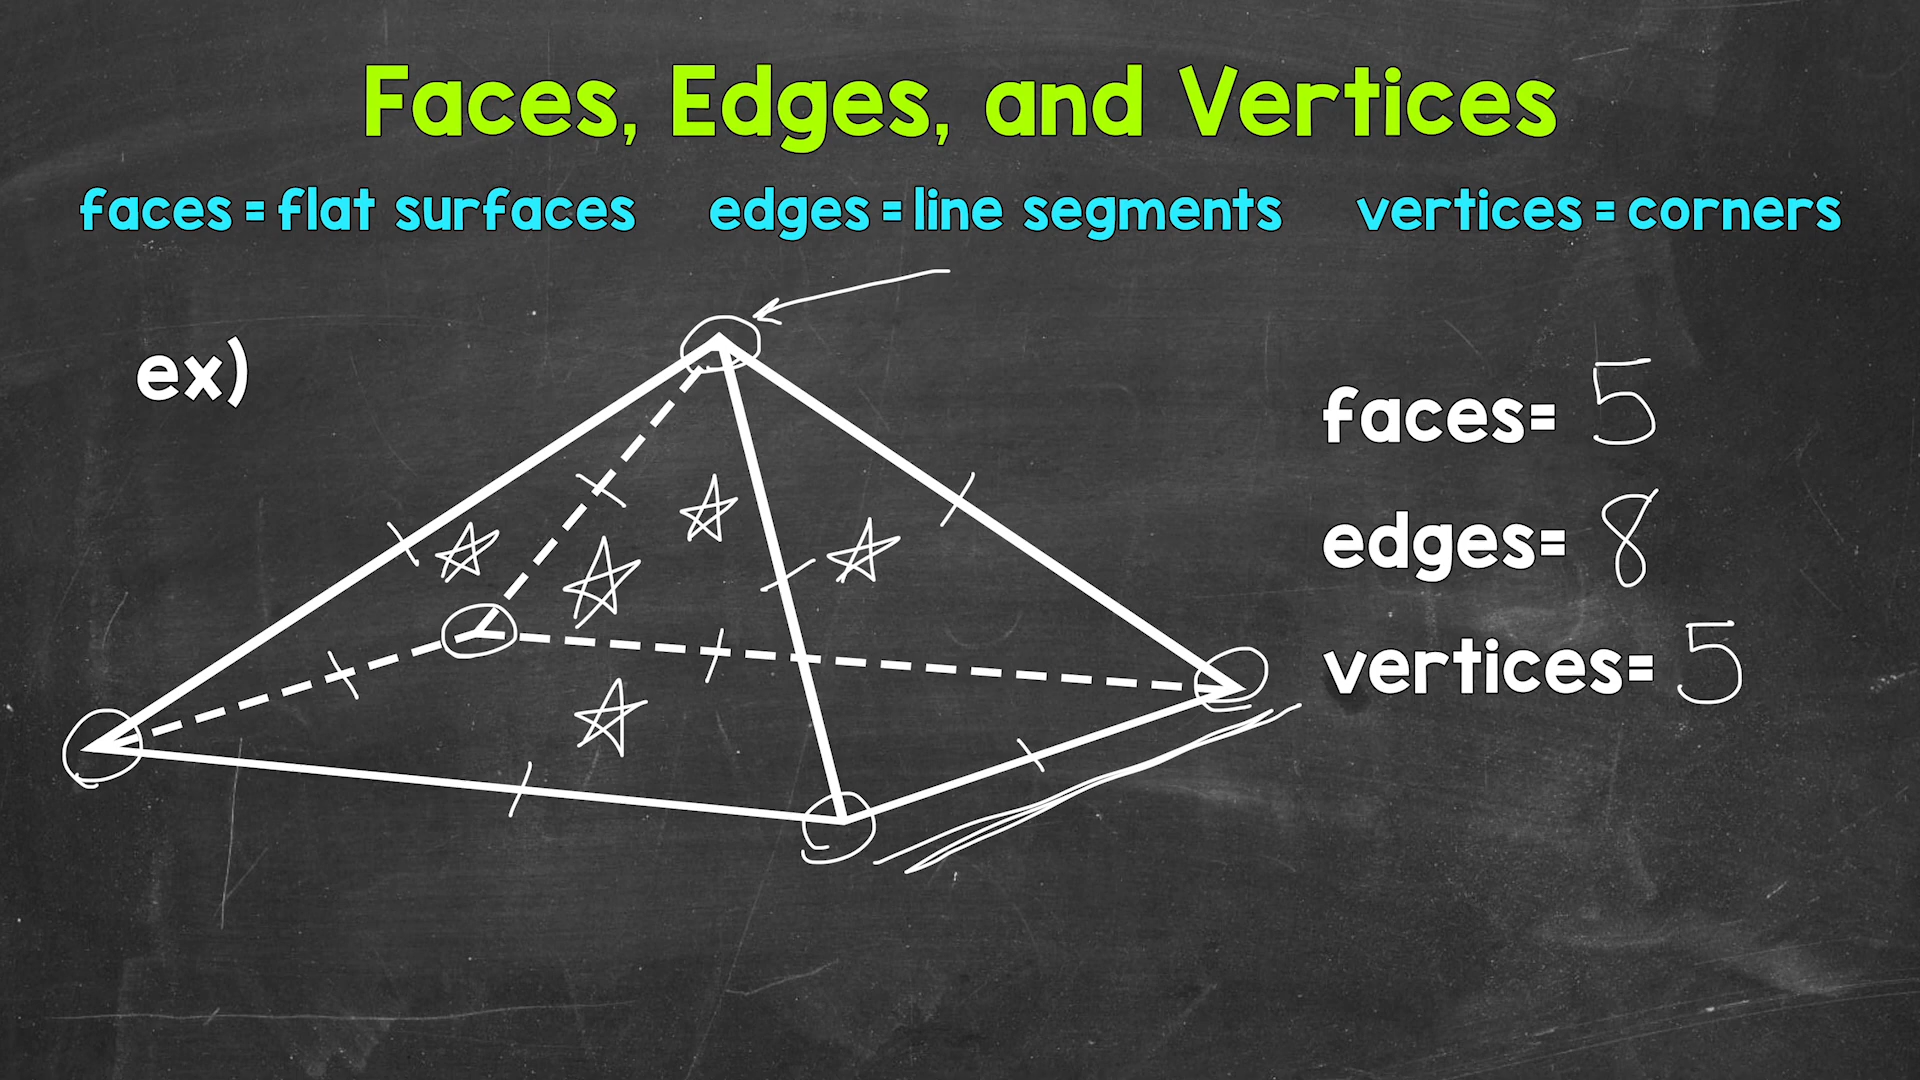 Faces, Edges, and Vertices
faces = flat surfaces edges = line segments vertices = corners
ex)
faces= 5
edges= 8
vertices= 5